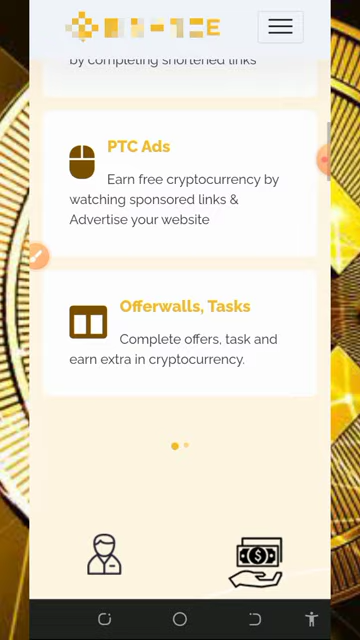 by completing shortened links
PTC Ads
Earn free cryptocurrency by
watching sponsored links &
Advertise your website
Offerwalls, Tasks
Complete offers, task and
earn extra in cryptocurrency.